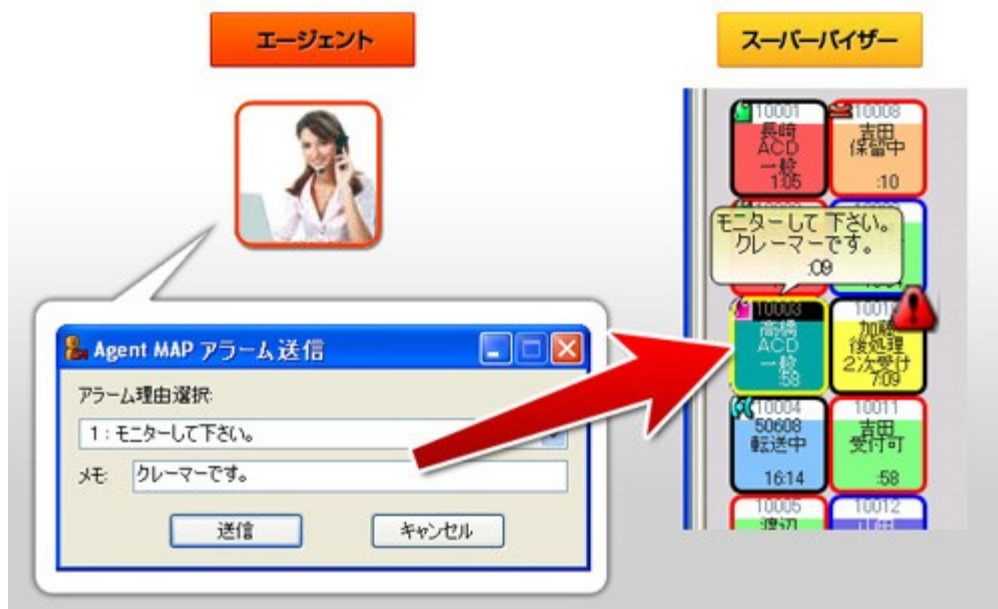 エージェント
スーパーバイザー
Agent MAP アラーム送信
アラーム理由選択:
1:モニターして下さい。
メモ: クレーマーです。
送信
キャンセル
10001
長崎
ACD
一般
1:05
10008
吉田
保留中
:10
モニターして下さい。
クレーマーです。
:09
10003
高橋
ACD
一般
:58
加藤
後処理
2次受け
7:09
10004
50608
転送中
16:14
10011
吉田
受付可
:58
10005
渡辺
10012
山田